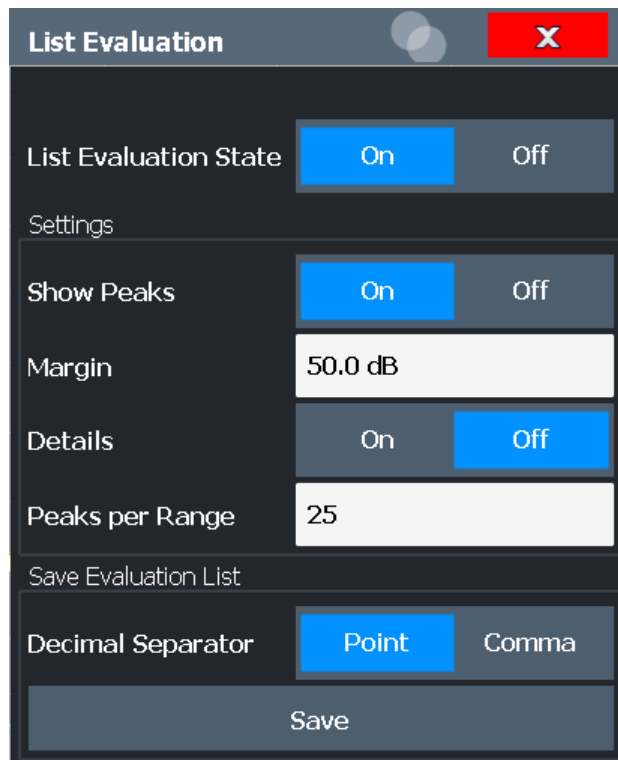 List Evaluation X
List Evaluation State On Off
Settings
Show Peaks On Off
Margin 50.0 dB
Details On Off
Peaks per Range 25
Save Evaluation List
Decimal Separator Point Comma
Save